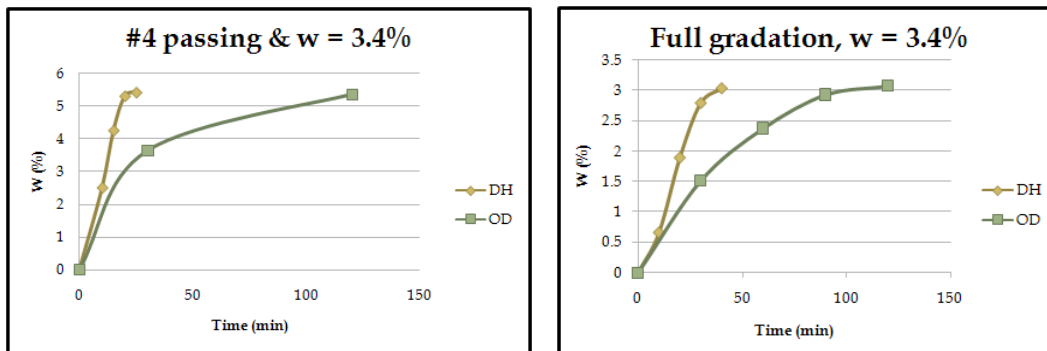 #4 passing & w = 3.4%
6
5
4
3
2
1
0
W (%)
0 50 100 150
Time (min)
DH
OD
Full gradation, w = 3.4%
3.5
3
2.5
2
1.5
1
0.5
0
W (%)
0 50 100 150
Time (min)
DH
OD